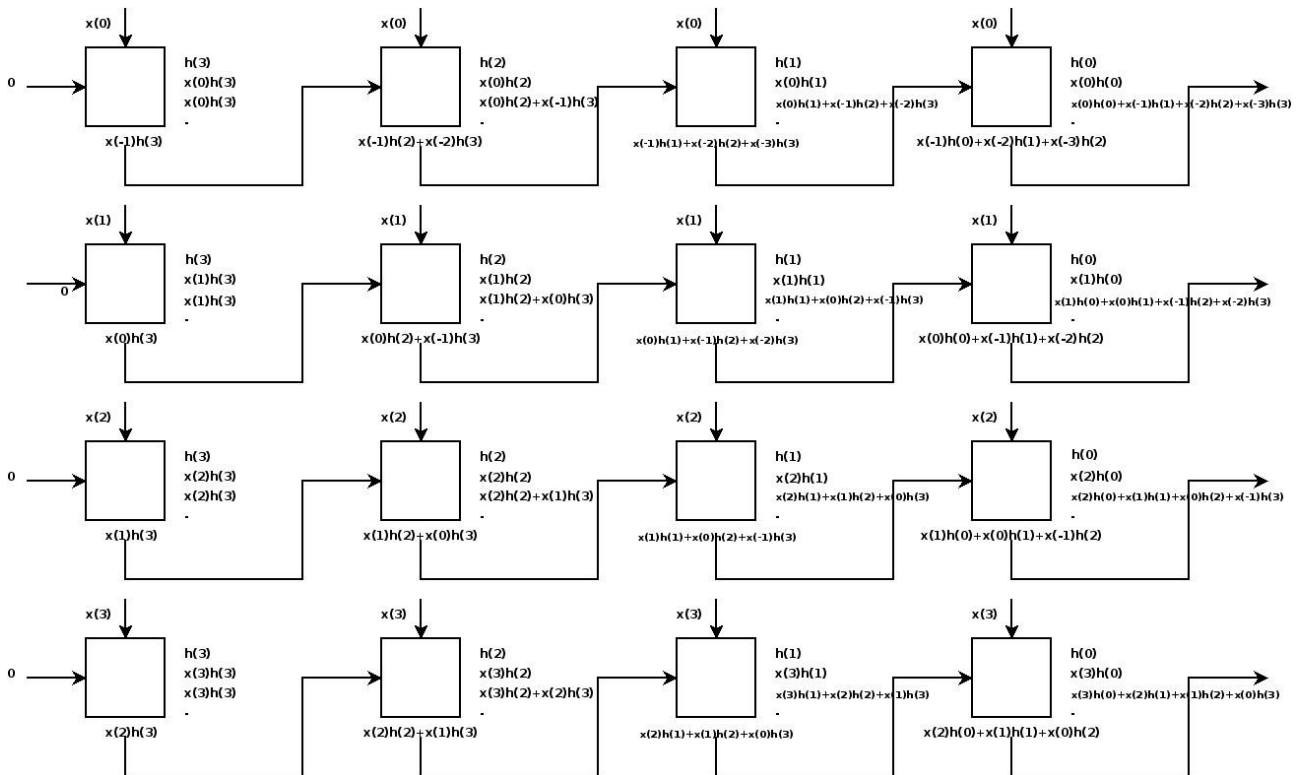 x(0)
x(0)
x(0)
x(0)
0
h(3)
x(0)h(3)
x(0)h(3)
-
x(-1)h(3)
h(2)
x(0)h(2)
x(0)h(2)+x(-1)h(3)
-
x(-1)h(2)+x(-2)h(3)
h(1)
x(0)h(1)
x(0)h(1)+x(-1)h(2)+x(-2)h(3)
-
x(-1)h(1)+x(-2)h(2)+x(-3)h(3)
h(0)
x(0)h(0)
x(0)h(0)+x(-1)h(1)+x(-2)h(2)+x(-3)h(3)
-
x(-1)h(0)+x(-2)h(1)+x(-3)h(2)
x(1)
x(1)
x(1)
x(1)
0
h(3)
x(1)h(3)
x(1)h(3)
-
x(0)h(3)
h(2)
x(1)h(2)
x(1)h(2)+x(0)h(3)
-
x(0)h(2)+x(-1)h(3)
h(1)
x(1)h(1)
x(1)h(1)+x(0)h(2)+x(-1)h(3)
-
x(0)h(1)+x(-1)h(2)+x(-2)h(3)
h(0)
x(1)h(0)
x(1)h(0)+x(0)h(1)+x(-1)h(2)+x(-2)h(3)
-
x(0)h(0)+x(-1)h(1)+x(-2)h(2)
x(2)
x(2)
x(2)
x(2)
0
h(3)
x(2)h(3)
x(2)h(3)
-
x(1)h(3)
h(2)
x(2)h(2)
x(2)h(2)+x(1)h(3)
-
x(1)h(2)+x(0)h(3)
h(1)
x(2)h(1)
x(2)h(1)+x(1)h(2)+x(0)h(3)
-
x(1)h(1)+x(0)h(2)+x(-1)h(3)
h(0)
x(2)h(0)
x(2)h(0)+x(1)h(1)+x(0)h(2)+x(-1)h(3)
-
x(1)h(0)+x(0)h(1)+x(-1)h(2)
x(3)
x(3)
x(3)
x(3)
0
h(3)
x(3)h(3)
x(3)h(3)
-
x(2)h(3)
h(2)
x(3)h(2)
x(3)h(2)+x(2)h(3)
-
x(2)h(2)+x(1)h(3)
h(1)
x(3)h(1)
x(3)h(1)+x(2)h(2)+x(1)h(3)
-
x(2)h(1)+x(1)h(2)+x(0)h(3)
h(0)
x(3)h(0)
x(3)h(0)+x(2)h(1)+x(1)h(2)+x(0)h(3)
-
x(2)h(0)+x(1)h(1)+x(0)h(2)